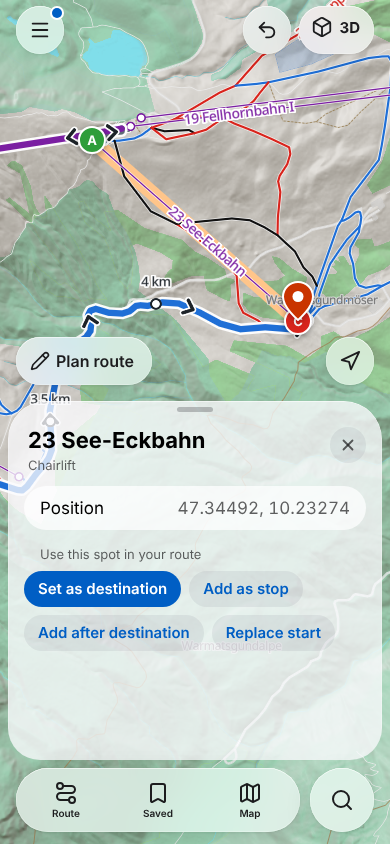 3D
19 Fellhornbahn I
A
23 See-Eckbahn
4 km
Plan route
3.5 km
23 See-Eckbahn
Chairlift
Position
47.34492, 10.23274
Use this spot in your route
Set as destination
Add as stop
Add after destination
Replace start
Route
Saved
Map